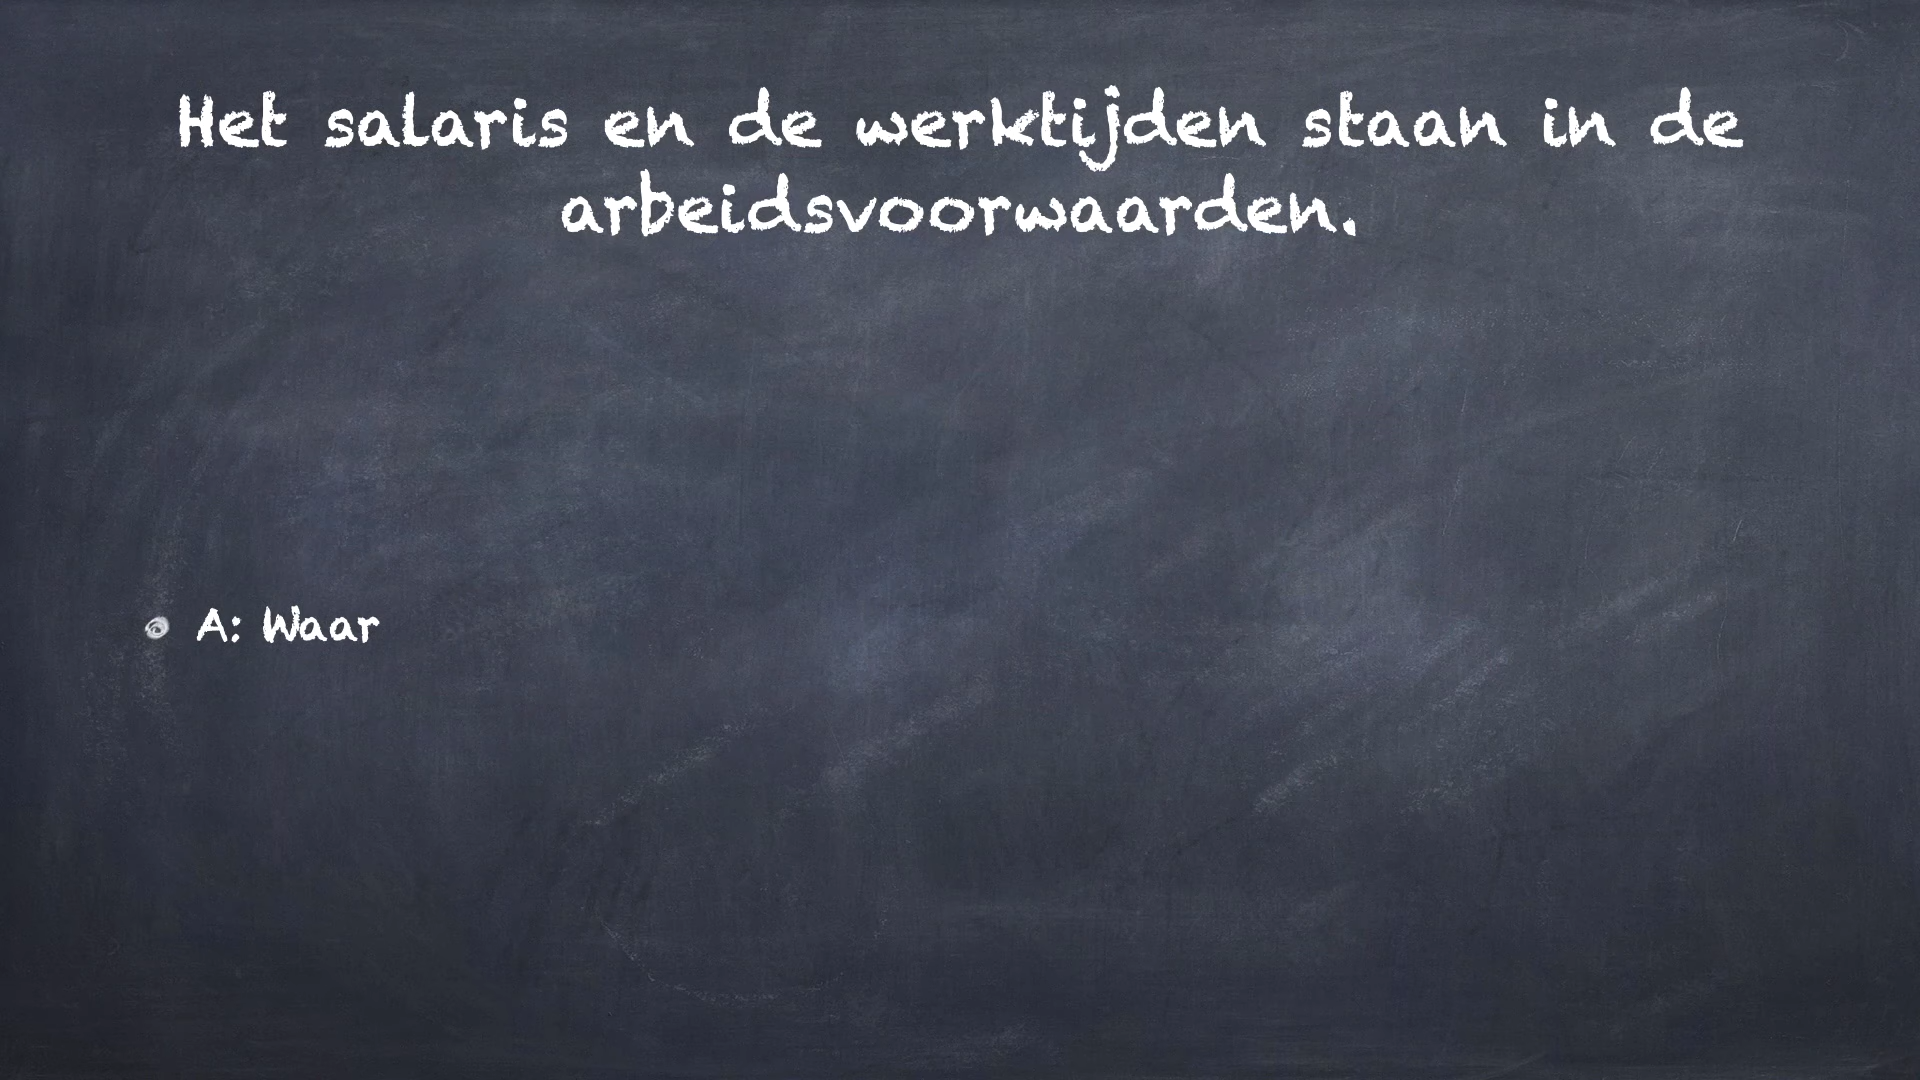 Het salaris en de werktijden staan in de
arbeidsvoorwaarden.
A: Waar